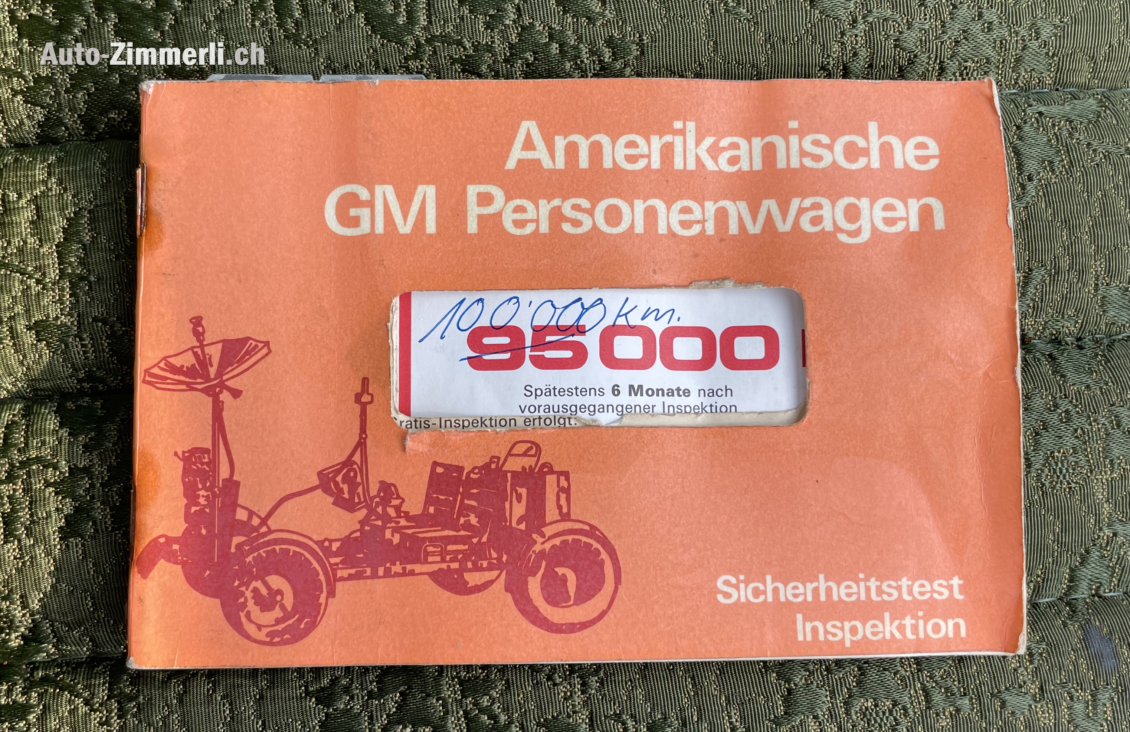 Auto-Zimmerli.ch
Amerikanische
GM Personenwagen
100'000 km.
95000
Spätestens 6 Monate nach
vorausgegangener Inspektion
ratis-Inspektion erfolgt.
Sicherheitstest
Inspektion